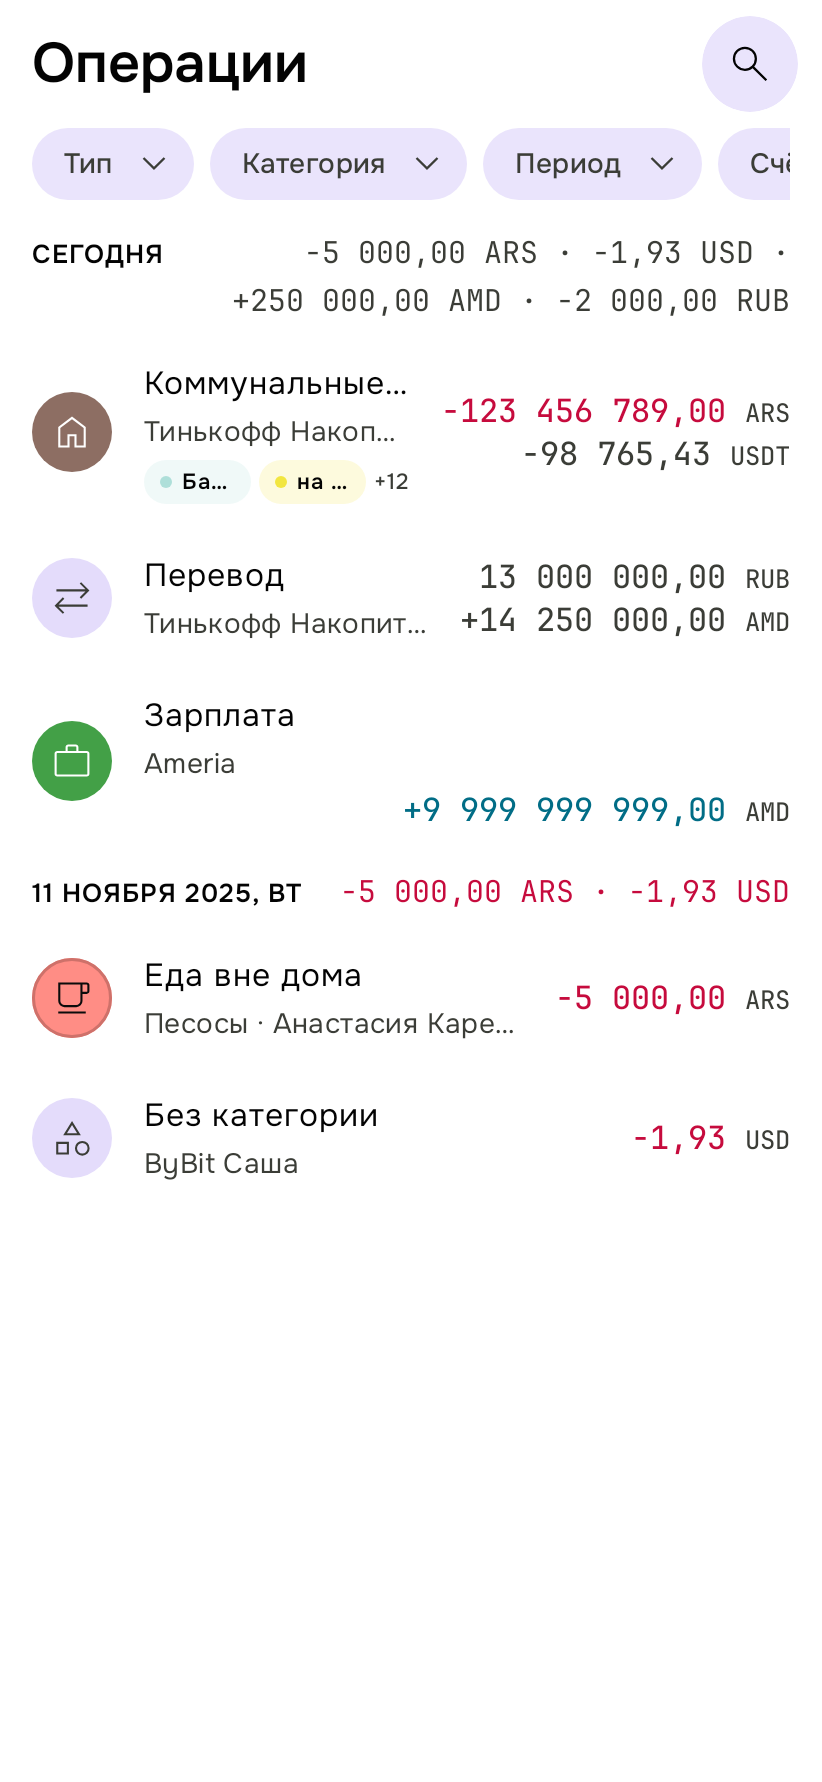 Операции
Тип Категория Период Счё
СЕГОДНЯ -5 000,00 ARS · -1,93 USD ·
+250 000,00 AMD · -2 000,00 RUB
Коммунальные...
-123 456 789,00 ARS
Тинькофф Накоп...
-98 765,43 USDT
Ба... на ... +12
Перевод 13 000 000,00 RUB
Тинькофф Накопит... +14 250 000,00 AMD
Зарплата
Ameria
+9 999 999 999,00 AMD
11 НОЯБРЯ 2025, ВТ -5 000,00 ARS · -1,93 USD
Еда вне дома
-5 000,00 ARS
Песосы · Анастасия Каре...
Без категории
-1,93 USD
ByBit Саша